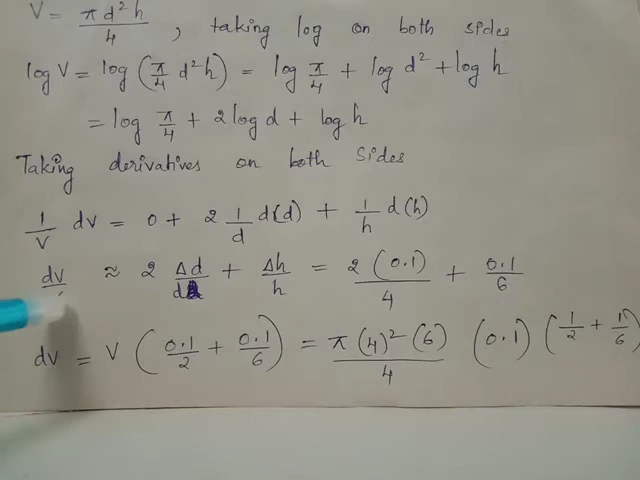 V = πd²h/4 , taking log on both sides
log V = log (π/4 d²h) = log π/4 + log d² + log h
= log π/4 + 2 log d + log h
Taking derivatives on both sides
1/V dv = 0 + 2 1/d d(d) + 1/h d(h)
dv/ ≈ 2 Δd/d + Δh/h = 2(0.1)/4 + 0.1/6
dv = V (0.1/2 + 0.1/6) = π(4)²(6)/4 (0.1) (1/2 + 1/6)